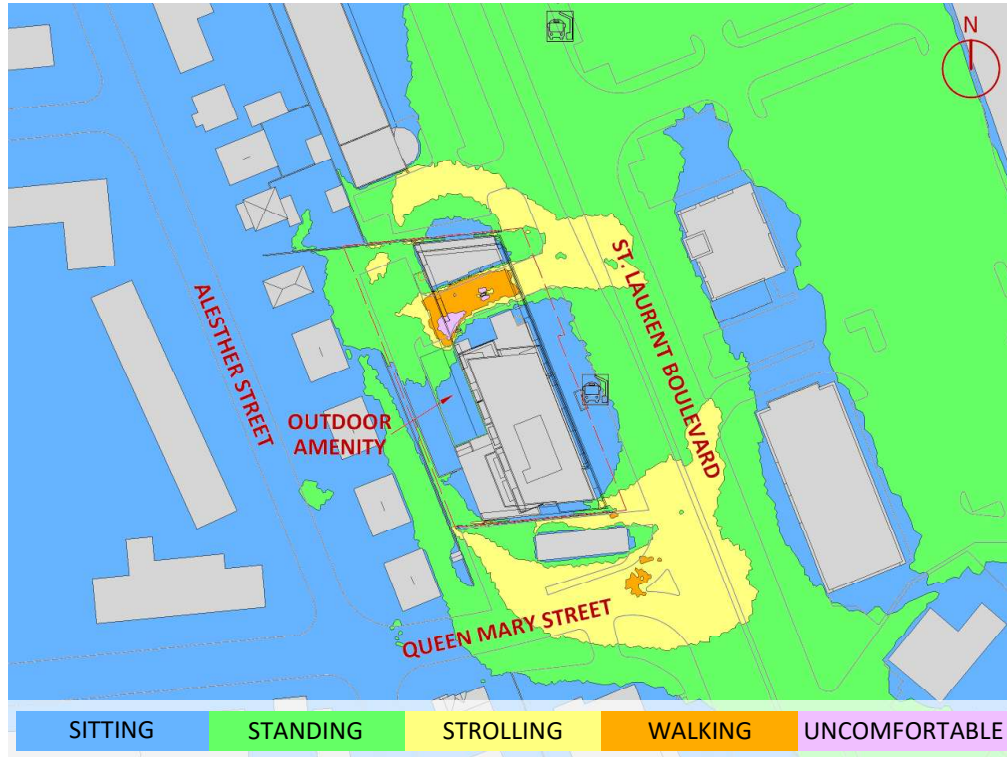 N
ST. LAURENT BOULEVARD
ALESTHER STREET
OUTDOOR
AMENITY
QUEEN MARY STREET
SITTING
STANDING
STROLLING
WALKING
UNCOMFORTABLE